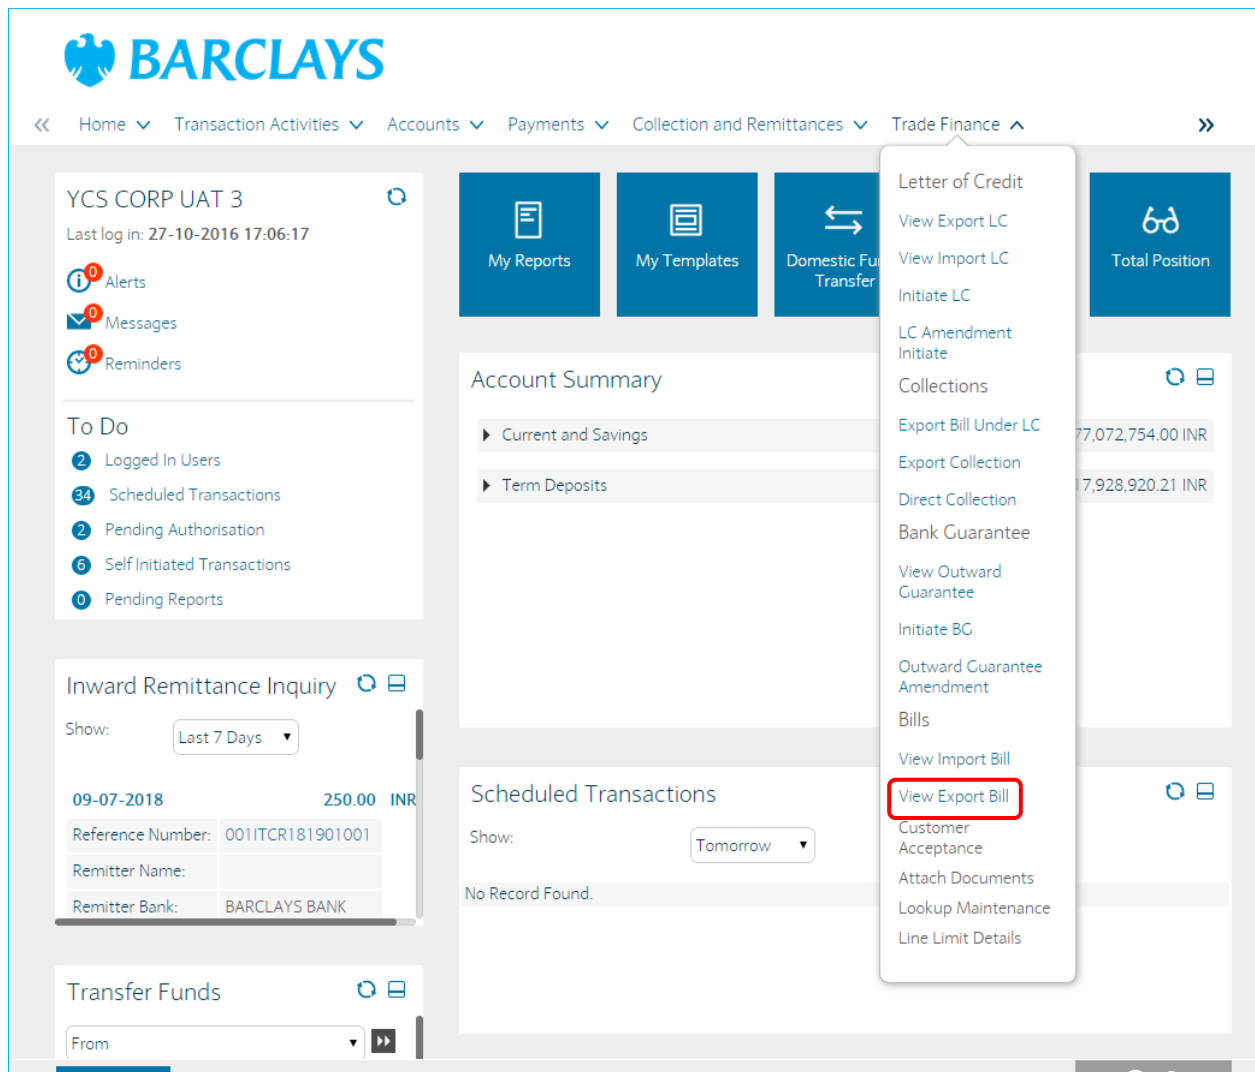 BARCLAYS
Home Transaction Activities Accounts Payments Collection and Remittances Trade Finance
YCS CORP UAT 3
Last log in: 27-10-2016 17:06:17
0
Alerts
0
Messages
0
Reminders
To Do
2 Logged In Users
34 Scheduled Transactions
2 Pending Authorisation
6 Self Initiated Transactions
0 Pending Reports
Inward Remittance Inquiry
Show: Last 7 Days
09-07-2018 250.00 INR
Reference Number: 001ITCR181901001
Remitter Name:
Remitter Bank: BARCLAYS BANK
Transfer Funds
From
My Reports
My Templates
Domestic Fu
Transfer
Total Position
Account Summary
Current and Savings 77,072,754.00 INR
Term Deposits 17,928,920.21 INR
Scheduled Transactions
Show: Tomorrow
No Record Found.
Letter of Credit
View Export LC
View Import LC
Initiate LC
LC Amendment
Initiate
Collections
Export Bill Under LC
Export Collection
Direct Collection
Bank Guarantee
View Outward
Guarantee
Initiate BG
Outward Guarantee
Amendment
Bills
View Import Bill
View Export Bill
Customer
Acceptance
Attach Documents
Lookup Maintenance
Line Limit Details